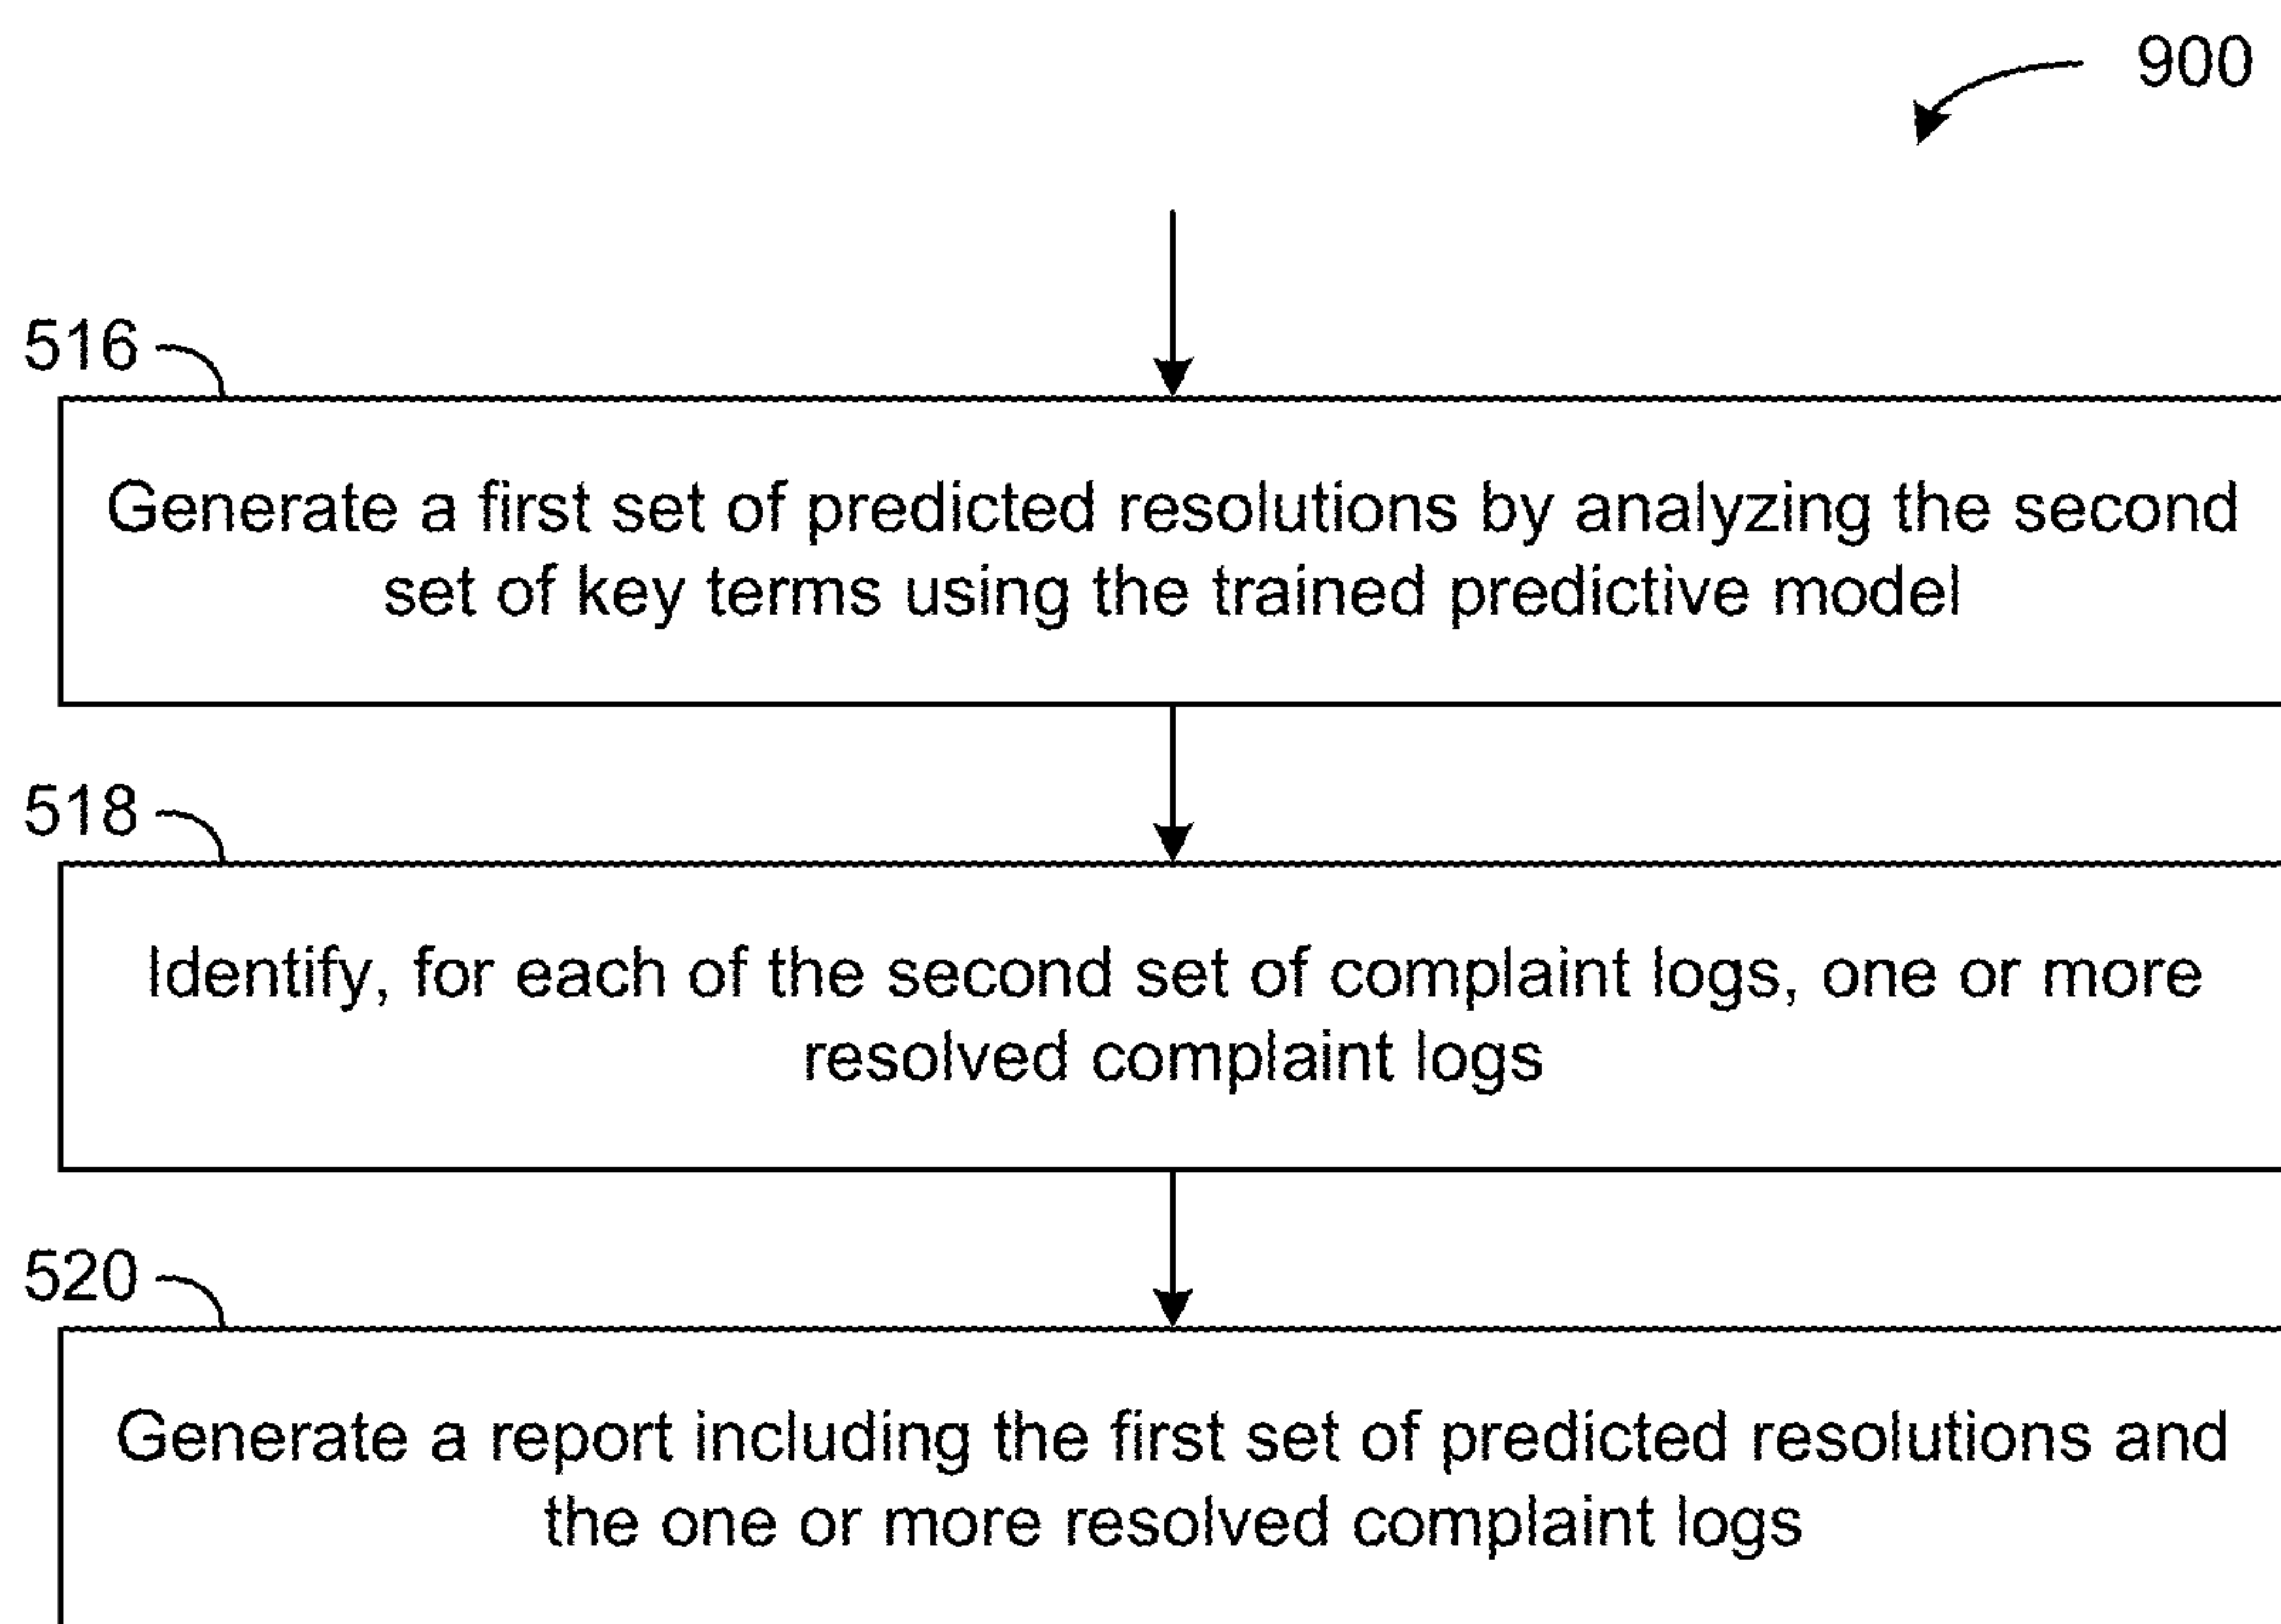 900
516
Generate a first set of predicted resolutions by analyzing the second
set of key terms using the trained predictive model
518
Identify, for each of the second set of complaint logs, one or more
resolved complaint logs
520
Generate a report including the first set of predicted resolutions and
the one or more resolved complaint logs